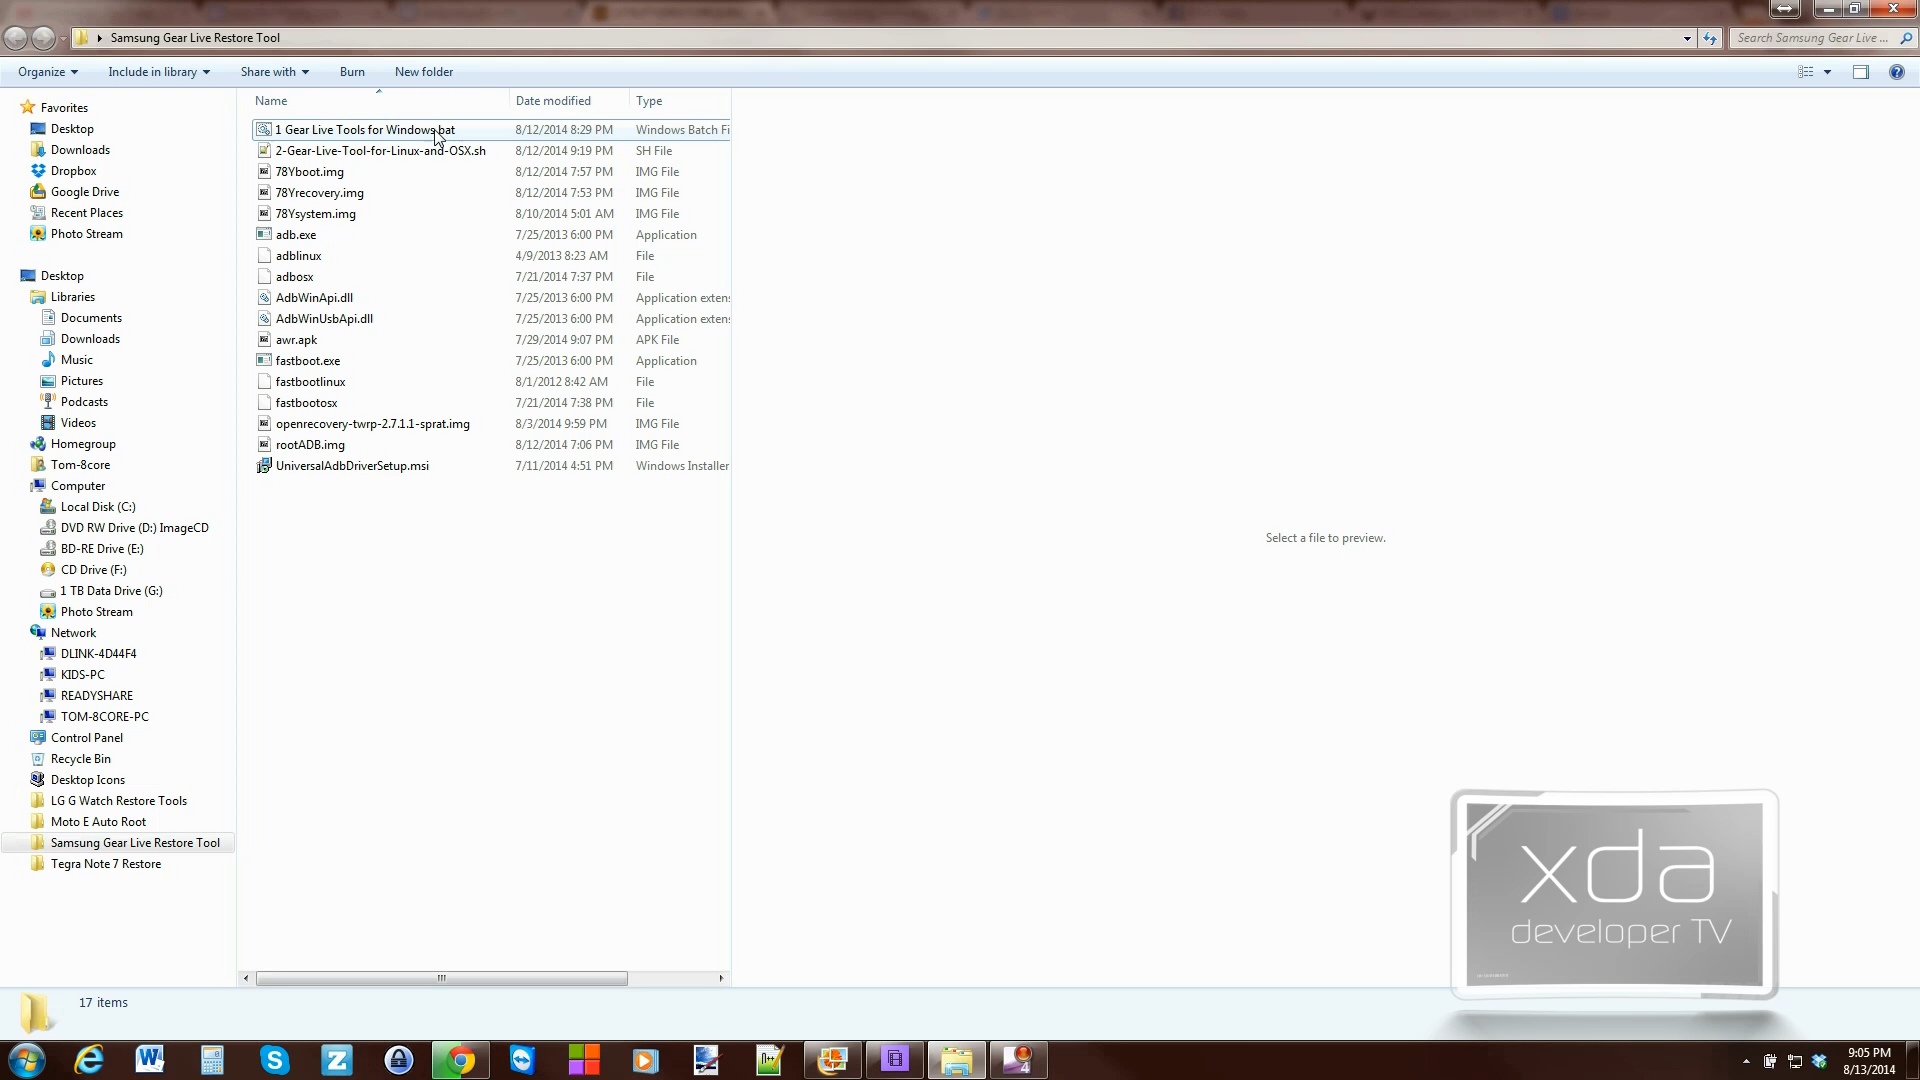 Samsung Gear Live Restore Tool
Search Samsung Gear Live ...
Organize
Include in library
Share with
Burn
New folder
Name
Date modified
Type
Favorites
Desktop
Downloads
Dropbox
Google Drive
Recent Places
Photo Stream
Desktop
Libraries
Documents
Downloads
Music
Pictures
Podcasts
Videos
Homegroup
Tom-8core
Computer
Local Disk (C:)
DVD RW Drive (D:) ImageCD
BD-RE Drive (E:)
CD Drive (F:)
1 TB Data Drive (G:)
Photo Stream
Network
DLINK-4D44F4
KIDS-PC
READYSHARE
TOM-8CORE-PC
Control Panel
Recycle Bin
Desktop Icons
LG G Watch Restore Tools
Moto E Auto Root
Samsung Gear Live Restore Tool
Tegra Note 7 Restore
1 Gear Live Tools for Windows.bat 8/12/2014 8:29 PM Windows Batch Fi
2-Gear-Live-Tool-for-Linux-and-OSX.sh 8/12/2014 9:19 PM SH File
78Yboot.img 8/12/2014 7:57 PM IMG File
78Yrecovery.img 8/12/2014 7:53 PM IMG File
78Ysystem.img 8/10/2014 5:01 AM IMG File
adb.exe 7/25/2013 6:00 PM Application
adblinux 4/9/2013 8:23 AM File
adbosx 7/21/2014 7:37 PM File
AdbWinApi.dll 7/25/2013 6:00 PM Application extens
AdbWinUsbApi.dll 7/25/2013 6:00 PM Application extens
awr.apk 7/29/2014 9:07 PM APK File
fastboot.exe 7/25/2013 6:00 PM Application
fastbootlinux 8/1/2012 8:42 AM File
fastbootosx 7/21/2014 7:38 PM File
openrecovery-twrp-2.7.1.1-sprat.img 8/3/2014 9:59 PM IMG File
rootADB.img 8/12/2014 7:06 PM IMG File
UniversalAdbDriverSetup.msi 7/11/2014 4:51 PM Windows Installer
Select a file to preview.
xda
developer TV
17 items
9:05 PM
8/13/2014